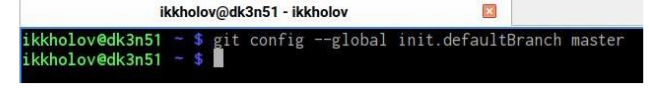 ikkholov@dk3n51 - ikkholov
ikkholov@dk3n51 ~ $ git config --global init.defaultBranch master
ikkholov@dk3n51 ~ $